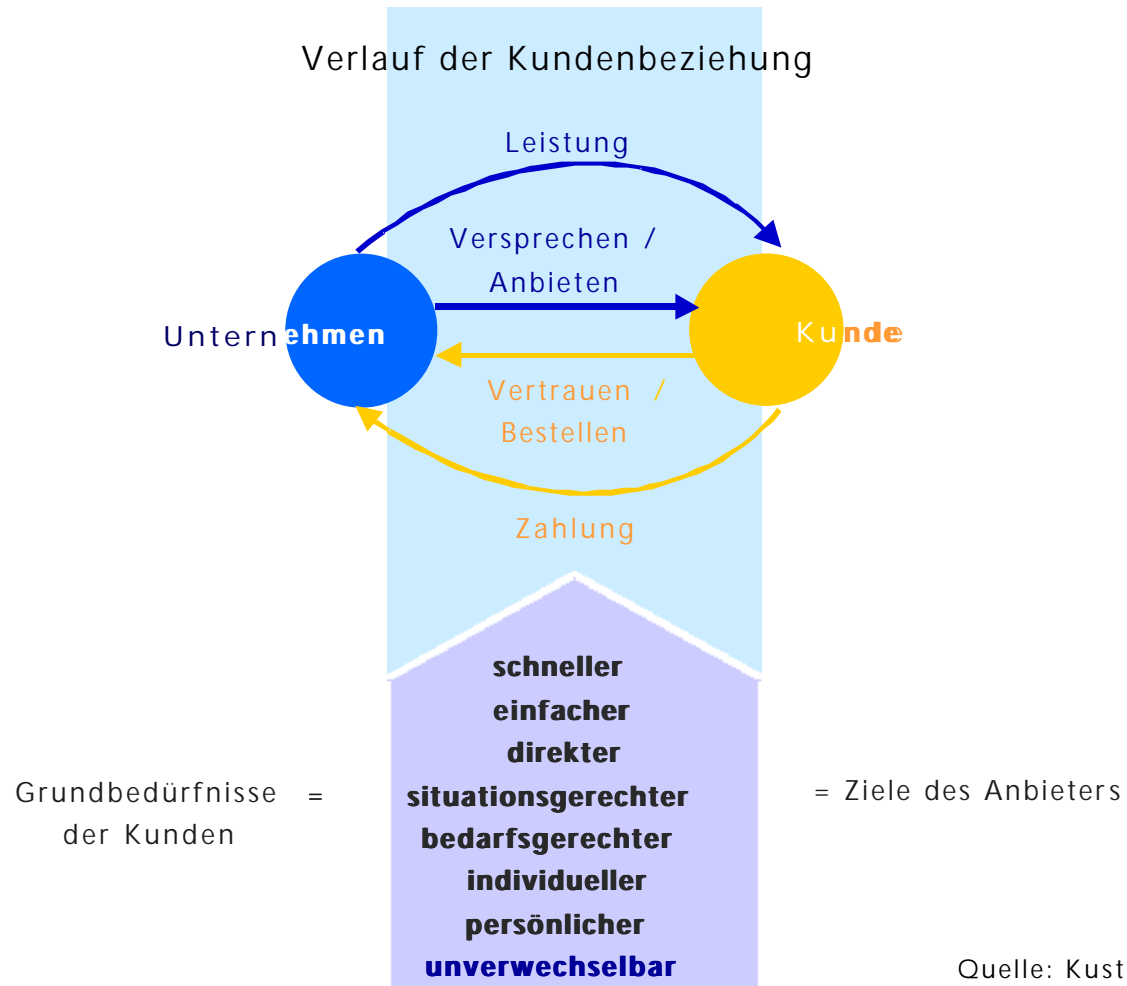 Verlauf der Kundenbeziehung
Leistung
Versprechen /
Anbieten
Unternehmen
Kunde
Vertrauen /
Bestellen
Zahlung
schneller
einfacher
direkter
situationsgerechter
bedarfsgerechter
individueller
persönlicher
unverwechselbar
Grundbedürfnisse =
der Kunden
= Ziele des Anbieters
Quelle: Kust